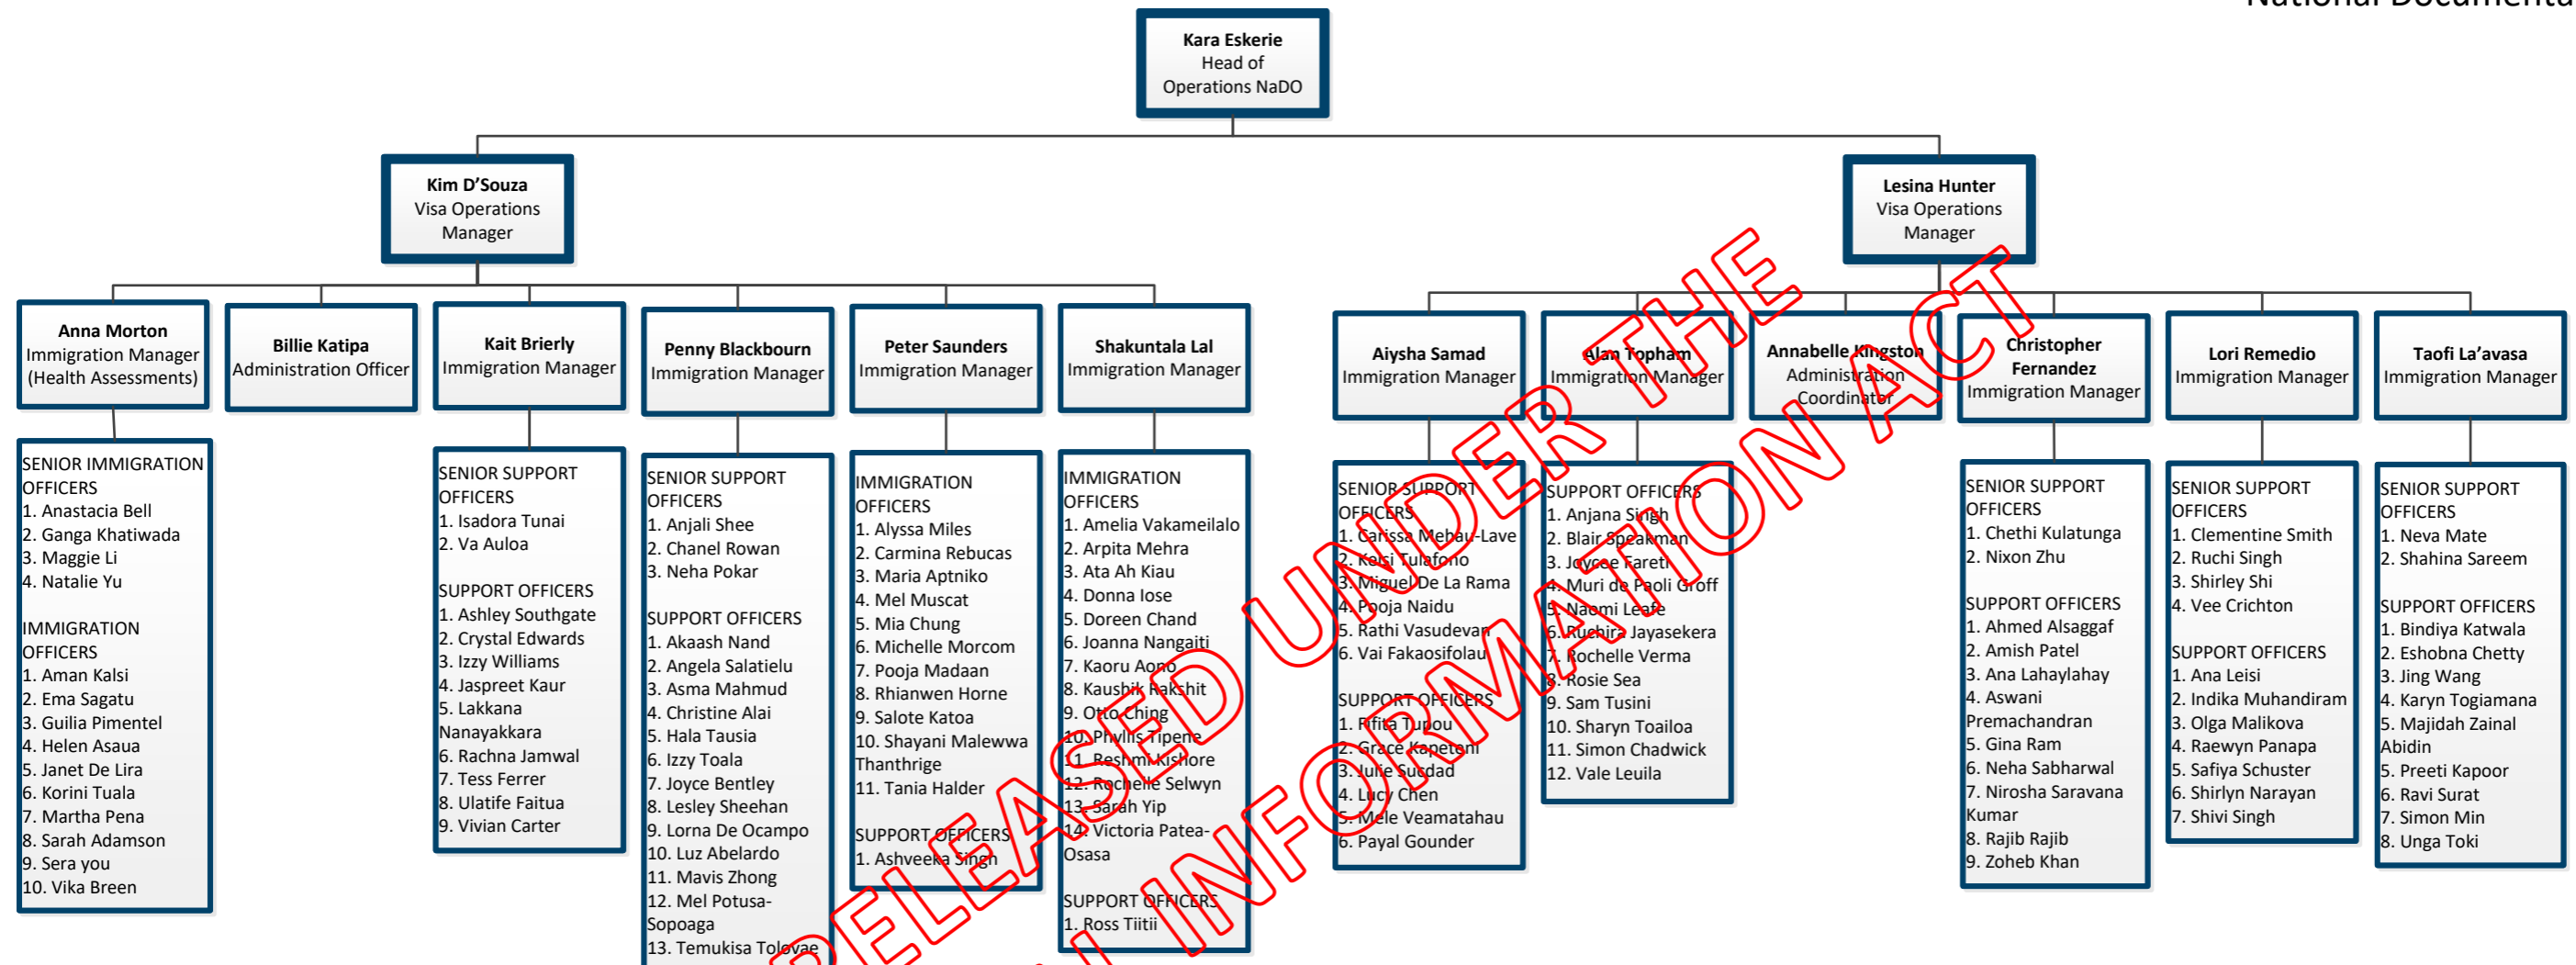 National Documenta
Kara Eskerie
Head of
Operations NaDO
Kim D'Souza
Visa Operations
Manager
Lesina Hunter
Visa Operations
Manager
Anna Morton
Immigration Manager
(Health Assessments)
Billie Katipa
Administration Officer
Kait Brierly
Immigration Manager
Penny Blackbourn
Immigration Manager
Peter Saunders
Immigration Manager
Shakuntala Lal
Immigration Manager
Aiysha Samad
Immigration Manager
Alan Topham
Immigration Manager
Annabelle Kingston
Administration
Coordinator
Christopher
Fernandez
Immigration Manager
Lori Remedio
Immigration Manager
Taofi La'avasa
Immigration Manager
SENIOR IMMIGRATION
OFFICERS
1. Anastacia Bell
2. Ganga Khatiwada
3. Maggie Li
4. Natalie Yu
IMMIGRATION
OFFICERS
1. Aman Kalsi
2. Ema Sagatu
3. Guilia Pimentel
4. Helen Asaua
5. Janet De Lira
6. Korini Tuala
7. Martha Pena
8. Sarah Adamson
9. Sera you
10. Vika Breen
SENIOR SUPPORT
OFFICERS
1. Isadora Tunai
2. Va Auloa
SUPPORT OFFICERS
1. Ashley Southgate
2. Crystal Edwards
3. Izzy Williams
4. Jaspreet Kaur
5. Lakkana
Nanayakkara
6. Rachna Jamwal
7. Tess Ferrer
8. Ulatife Faitua
9. Vivian Carter
SENIOR SUPPORT
OFFICERS
1. Anjali Shee
2. Chanel Rowan
3. Neha Pokar
SUPPORT OFFICERS
1. Akaash Nand
2. Angela Salatielu
3. Asma Mahmud
4. Christine Alai
5. Hala Tausia
6. Izzy Toala
7. Joyce Bentley
8. Lesley Sheehan
9. Lorna De Ocampo
10. Luz Abelardo
11. Mavis Zhong
12. Mel Potusa-
Sopoaga
13. Temukisa Tolovae
IMMIGRATION
OFFICERS
1. Alyssa Miles
2. Carmina Rebucas
3. Maria Aptniko
4. Mel Muscat
5. Mia Chung
6. Michelle Morcom
7. Pooja Madaan
8. Rhianwen Horne
9. Salote Katoa
10. Shayani Malewwa
Thanthrige
11. Tania Halder
SUPPORT OFFICERS
1. Ashveeka Singh
IMMIGRATION
OFFICERS
1. Amelia Vakameilalo
2. Arpita Mehra
3. Ata Ah Kiau
4. Donna Iose
5. Doreen Chand
6. Joanna Nangaiti
7. Kaoru Aono
8. Kaushik Rakshit
9. Otto Ching
10. Phyllis Tipene
11. Reshmi Kishore
12. Rochelle Selwyn
13. Sarah Yip
14. Victoria Patea-
Osasa
SUPPORT OFFICERS
1. Ross Tiitii
SENIOR SUPPORT
OFFICERS
1. Carissa Mehau-Lave
2. Keisi Tulafono
3. Miguel De La Rama
4. Pooja Naidu
5. Rathi Vasudevan
6. Vai Fakaosifolau
SUPPORT OFFICERS
1. Fifita Tupou
2. Grace Kapeteni
3. Julie Sucdad
4. Lucy Chen
5. Mele Veamatahau
6. Payal Gounder
SUPPORT OFFICERS
1. Anjana Singh
2. Blair Speakman
3. Joycee Fareti
4. Muri de Paoli Groff
5. Naomi Leafe
6. Ruchira Jayasekera
7. Rochelle Verma
8. Rosie Sea
9. Sam Tusini
10. Sharyn Toailoa
11. Simon Chadwick
12. Vale Leuila
SENIOR SUPPORT
OFFICERS
1. Chethi Kulatunga
2. Nixon Zhu
SUPPORT OFFICERS
1. Ahmed Alsaggaf
2. Amish Patel
3. Ana Lahaylahay
4. Aswani
Premachandran
5. Gina Ram
6. Neha Sabharwal
7. Nirosha Saravana
Kumar
8. Rajib Rajib
9. Zoheb Khan
SENIOR SUPPORT
OFFICERS
1. Clementine Smith
2. Ruchi Singh
3. Shirley Shi
4. Vee Crichton
SUPPORT OFFICERS
1. Ana Leisi
2. Indika Muhandiram
3. Olga Malikova
4. Raewyn Panapa
5. Safiya Schuster
6. Shirlyn Narayan
7. Shivi Singh
SENIOR SUPPORT
OFFICERS
1. Neva Mate
2. Shahina Sareem
SUPPORT OFFICERS
1. Bindiya Katwala
2. Eshobna Chetty
3. Jing Wang
4. Karyn Togiamana
5. Majidah Zainal
Abidin
5. Preeti Kapoor
6. Ravi Surat
7. Simon Min
8. Unga Toki
RELEASED UNDER THE
INFORMATION ACT